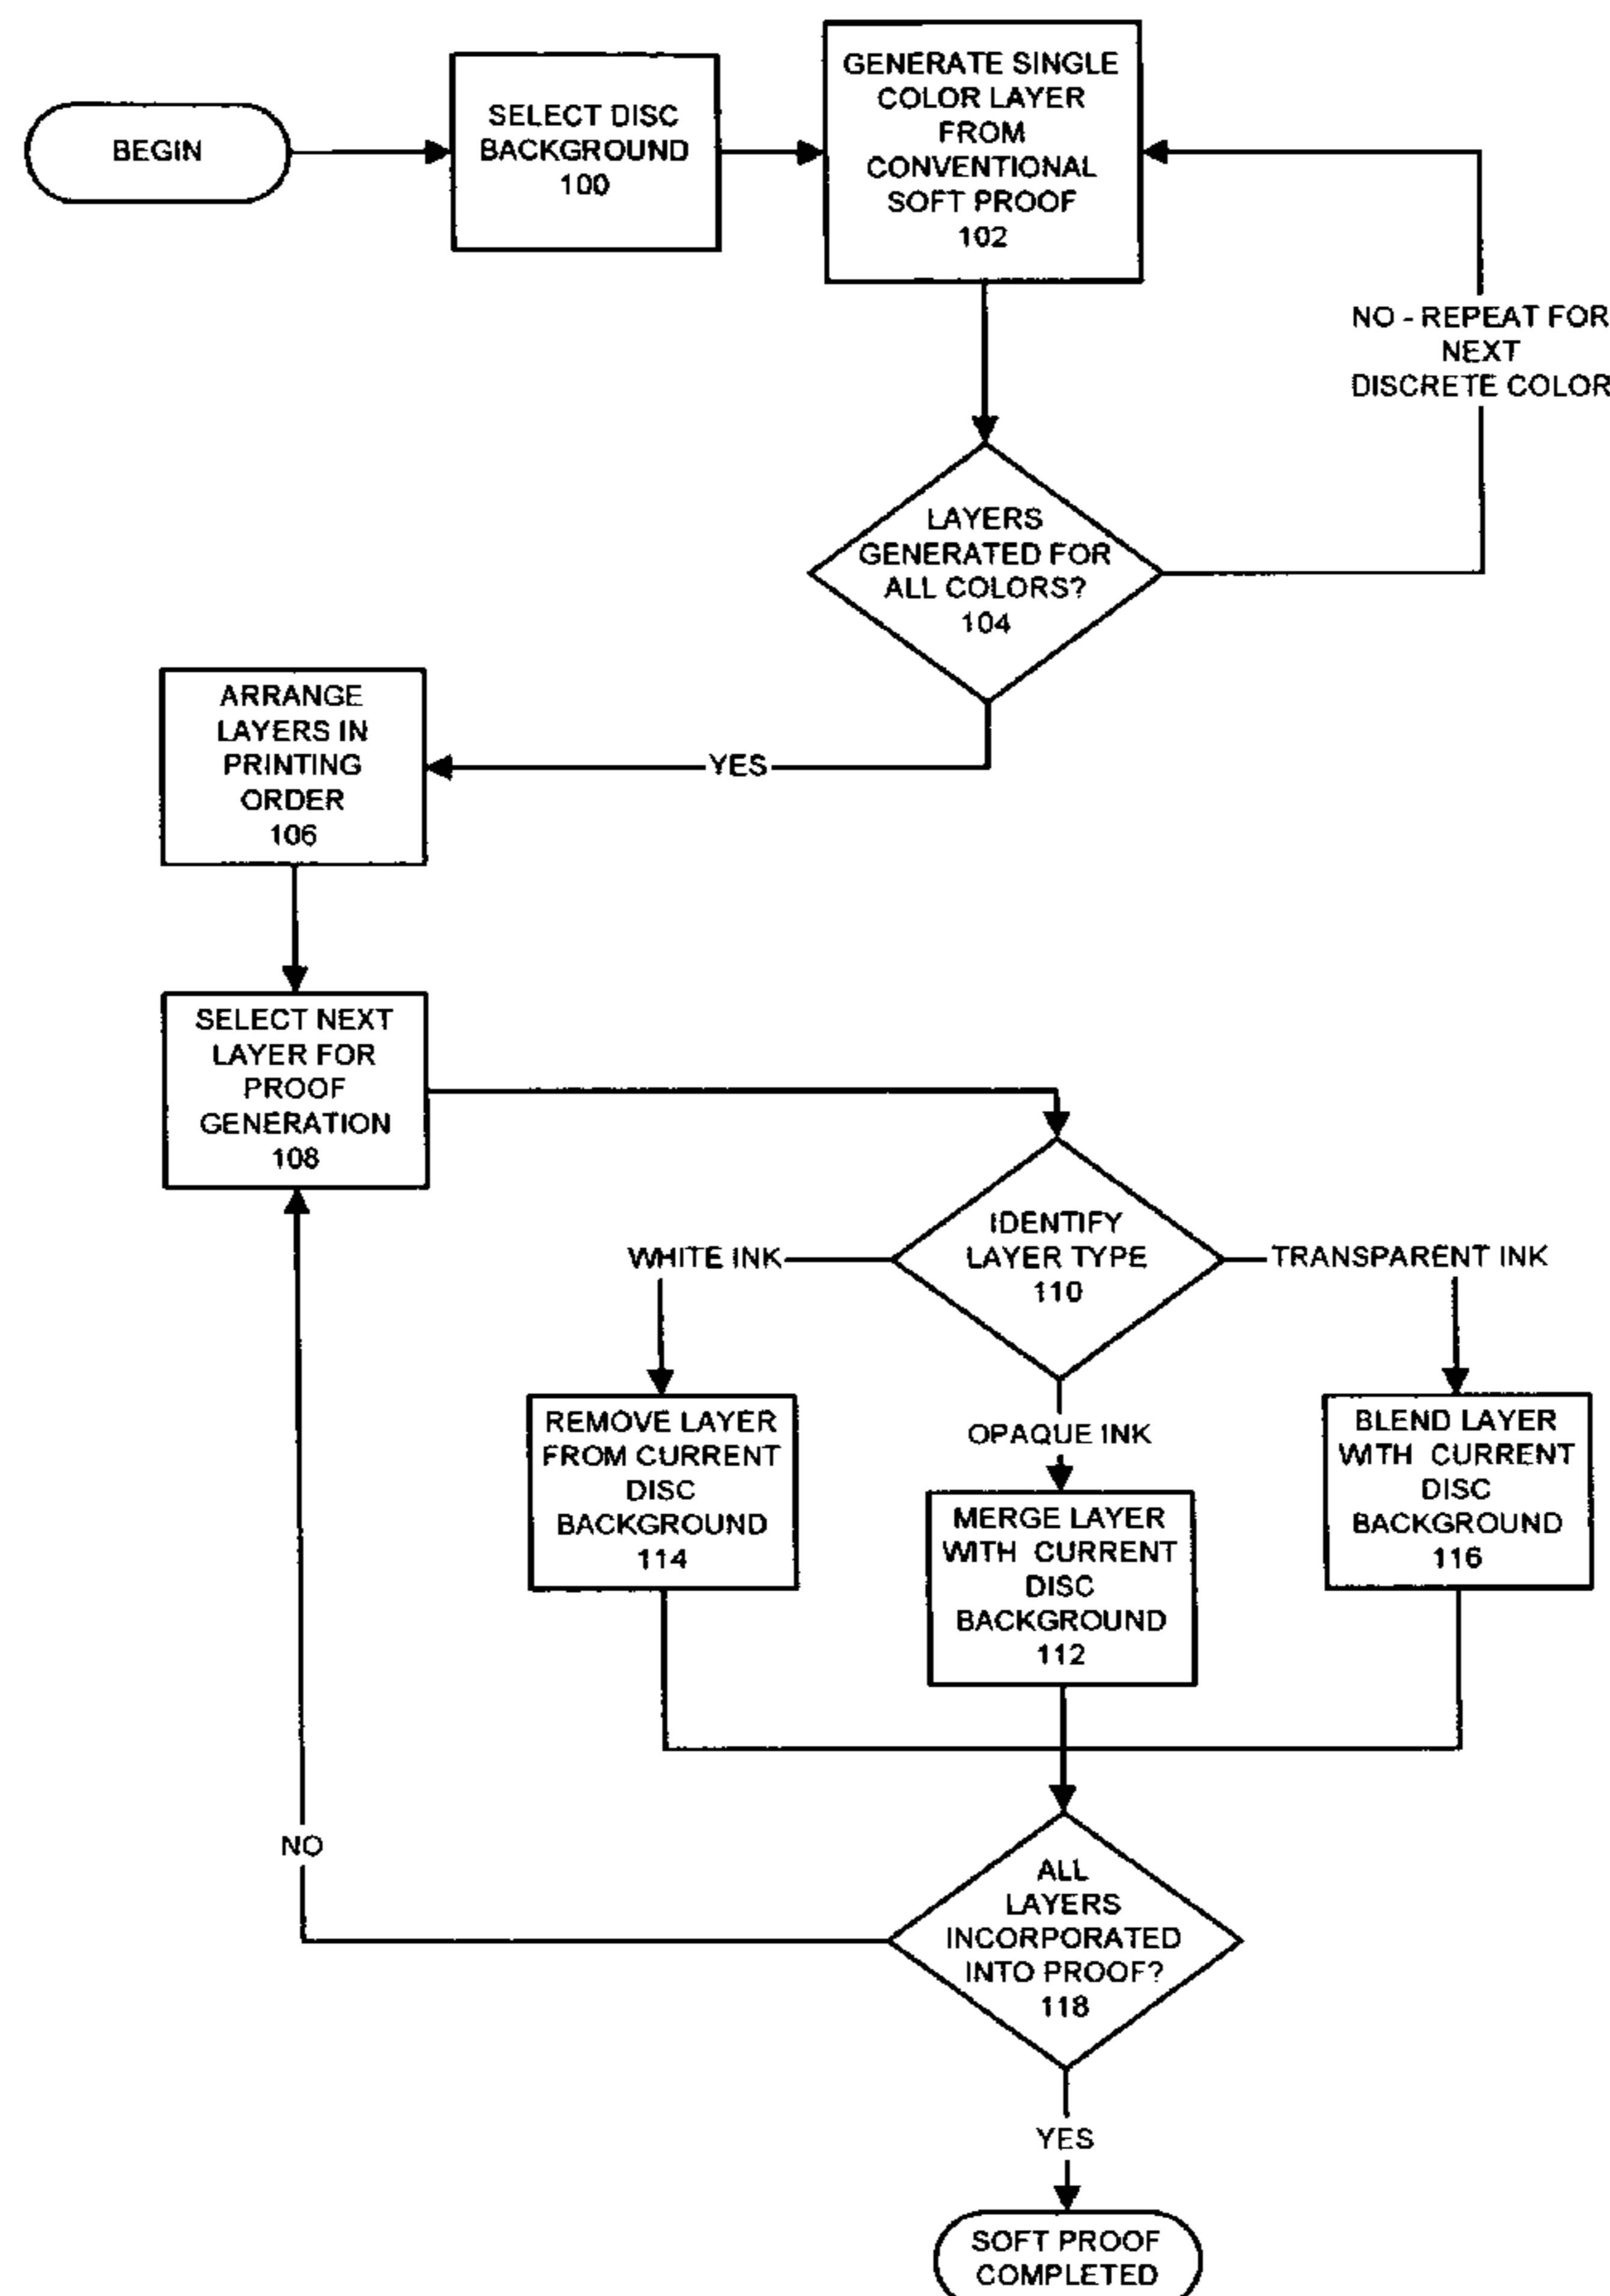 BEGIN
SELECT DISC
BACKGROUND
100
GENERATE SINGLE
COLOR LAYER
FROM
CONVENTIONAL
SOFT PROOF
102
NO - REPEAT FOR
NEXT
DISCRETE COLOR
LAYERS
GENERATED FOR
ALL COLORS?
104
YES
ARRANGE
LAYERS IN
PRINTING
ORDER
106
SELECT NEXT
LAYER FOR
PROOF
GENERATION
108
IDENTIFY
LAYER TYPE
110
WHITE INK
TRANSPARENT INK
OPAQUE INK
REMOVE LAYER
FROM CURRENT
DISC
BACKGROUND
114
MERGE LAYER
WITH CURRENT
DISC
BACKGROUND
112
BLEND LAYER
WITH CURRENT
DISC
BACKGROUND
116
NO
ALL
LAYERS
INCORPORATED
INTO PROOF?
118
YES
SOFT PROOF
COMPLETED